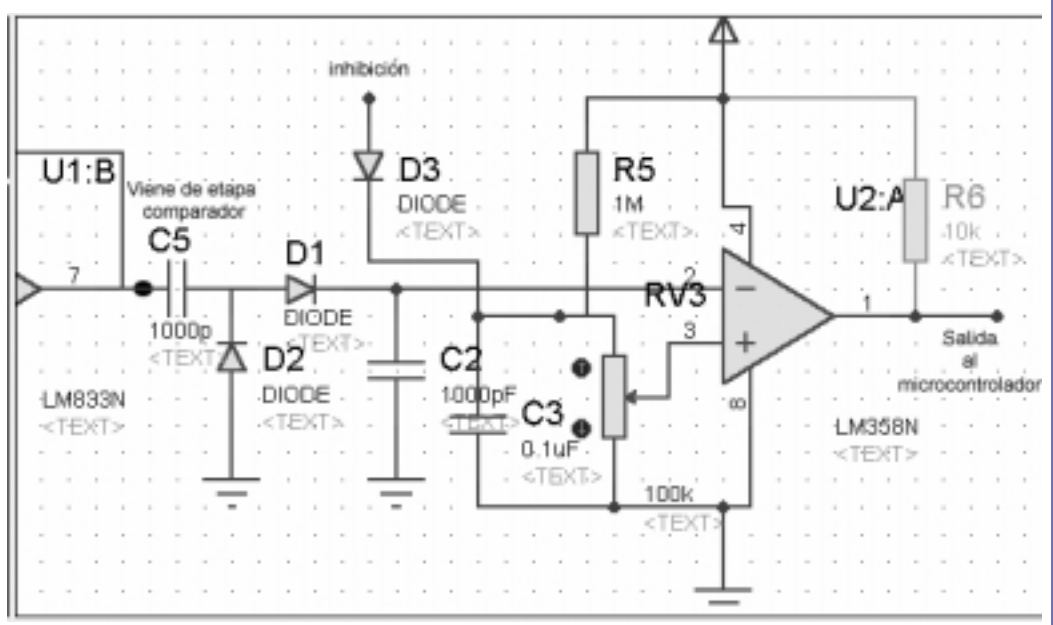 inhibición
U1:B
Viene de etapa
comparador
C5
7
1000p
<TEXT>
LM833N
<TEXT>
D1
DIODE
<TEXT>
D2
DIODE
<TEXT>
D3
DIODE
<TEXT>
C2
1000pF
<TEXT>
C3
0.1uF
<TEXT>
R5
1M
<TEXT>
RV3
100k
<TEXT>
2
3
4
8
1
U2:A
LM358N
<TEXT>
R6
10k
<TEXT>
Salida
al
microcontrolador